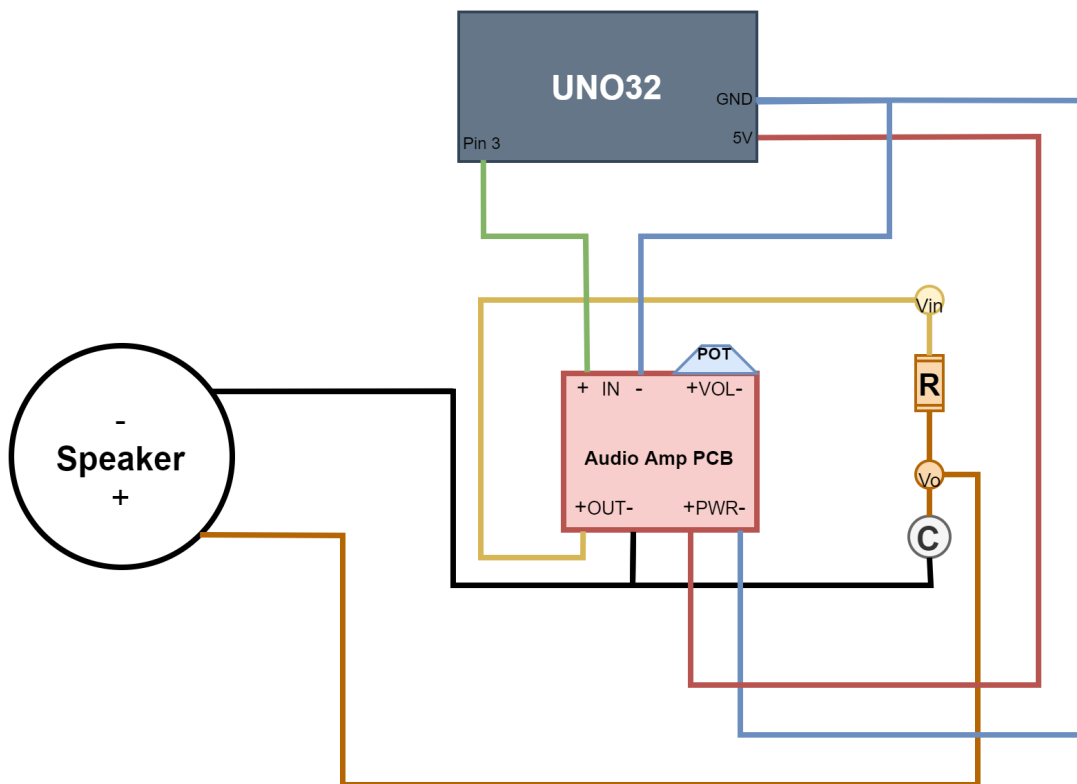 UNO32
GND
5V
Pin 3
Vin
POT
+ IN - +VOL-
R
-
Speaker
+
Audio Amp PCB
Vo
+OUT- +PWR-
C